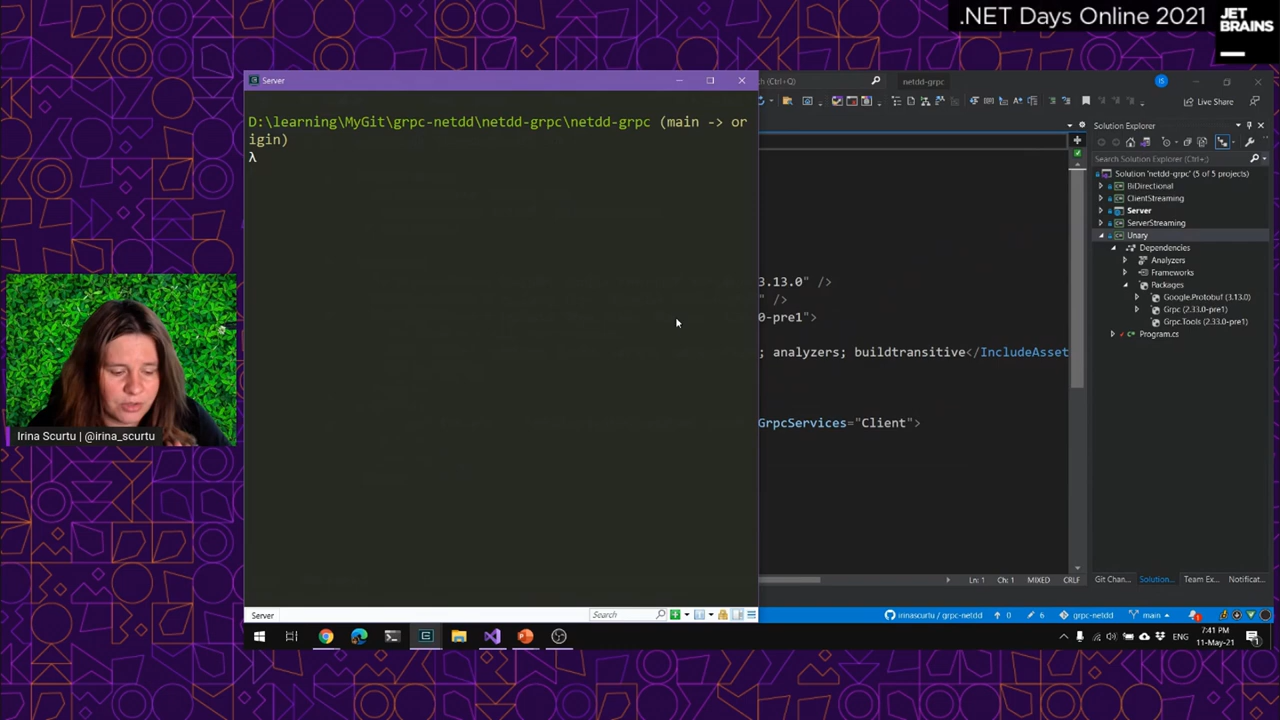 .NET Days Online 2021
JET
BRAINS
Server
D:\learning\MyGit\grpc-netdd\netdd-grpc\netdd-grpc (main -> or
igin)
λ
(Ctrl+Q)
netdd-grpc
IS
Live Share
3.13.0" />
" />
0-pre1">
; analyzers; buildtransitive</IncludeAsset
GrpcServices="Client">
Solution Explorer
Search Solution Explorer (Ctrl+;)
Solution 'netdd-grpc' (5 of 5 projects)
BiDirectional
ClientStreaming
Server
ServerStreaming
Unary
Dependencies
Analyzers
Frameworks
Packages
Google.Protobuf (3.13.0)
Grpc (2.33.0-pre1)
Grpc.Tools (2.33.0-pre1)
Program.cs
Irina Scurtu | @irina_scurtu
Ln: 1 Ch: 1 MIXED CRLF
Git Chan... Solution... Team Ex... Notificat...
Server
Search
irinascurtu / grpc-netdd 0 6 grpc-netdd main
ENG
7:41 PM
11-May-21